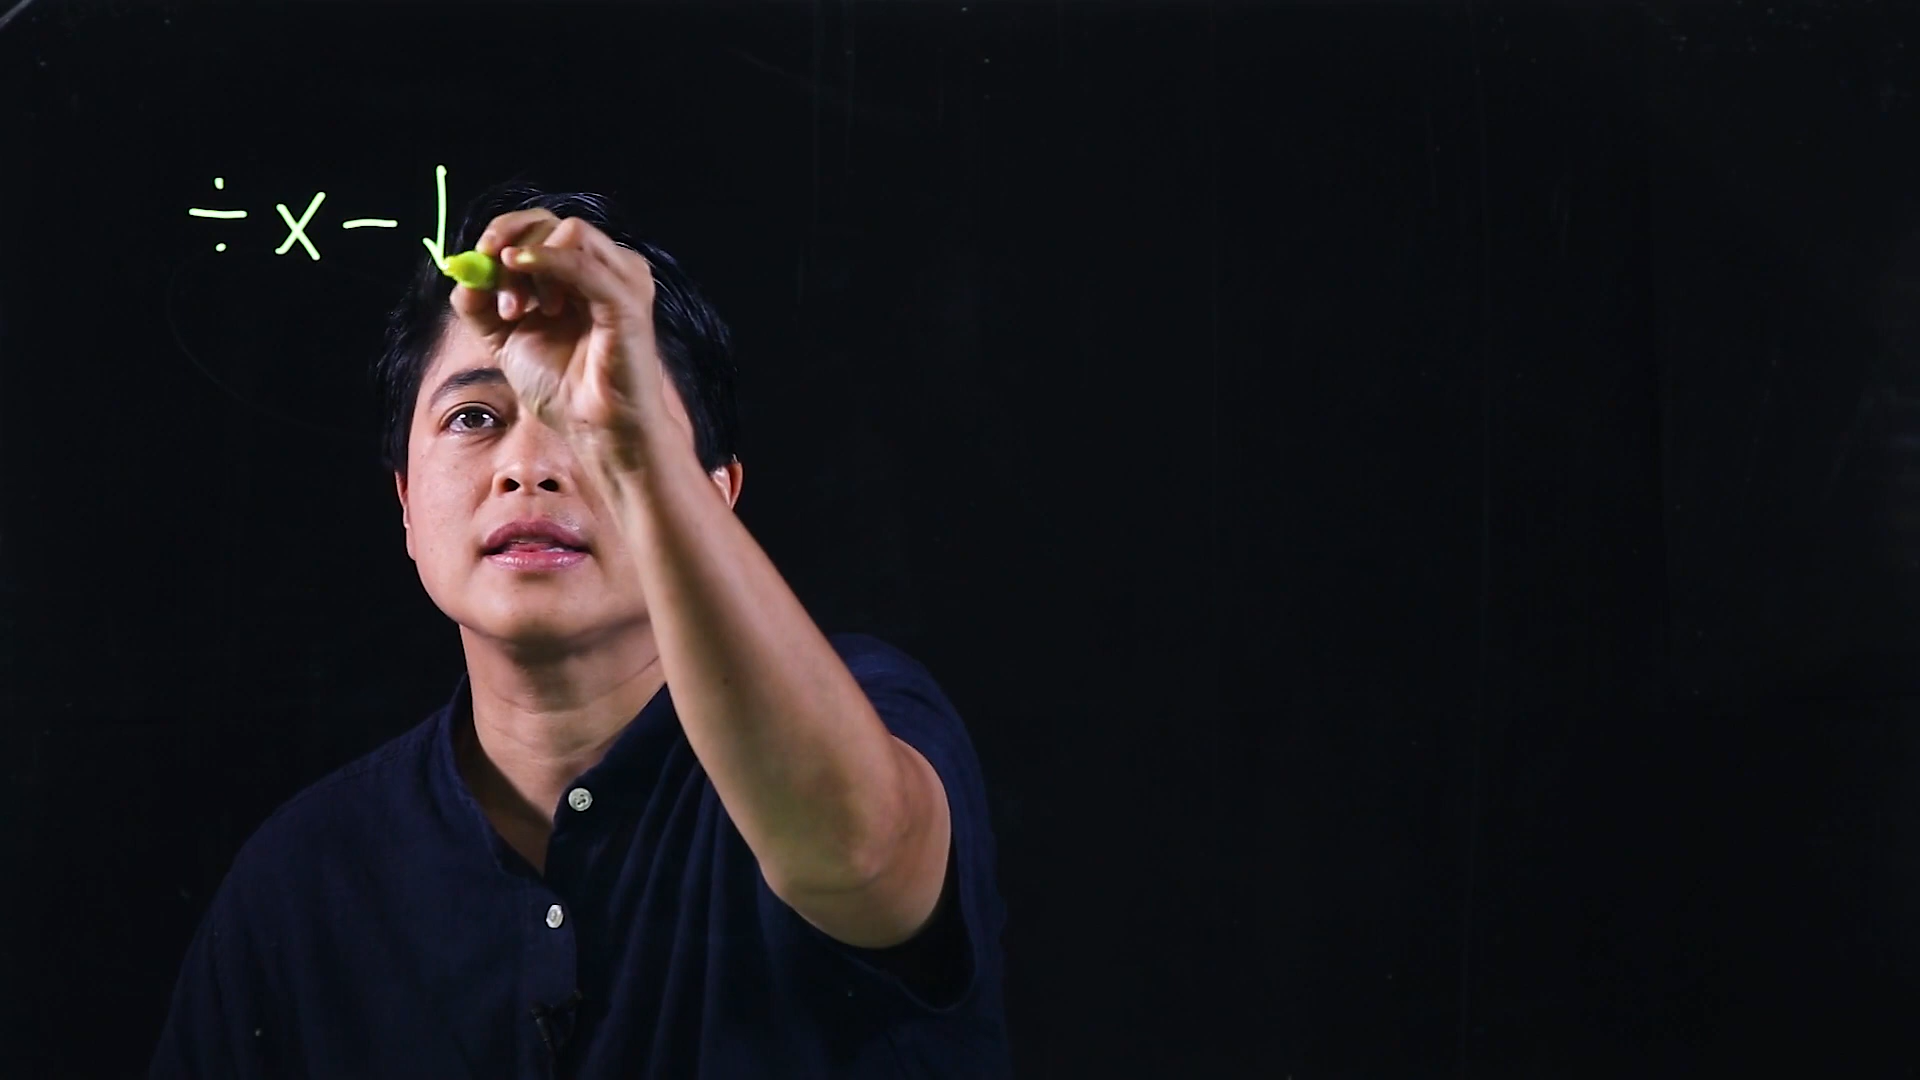 ÷ x − ↓